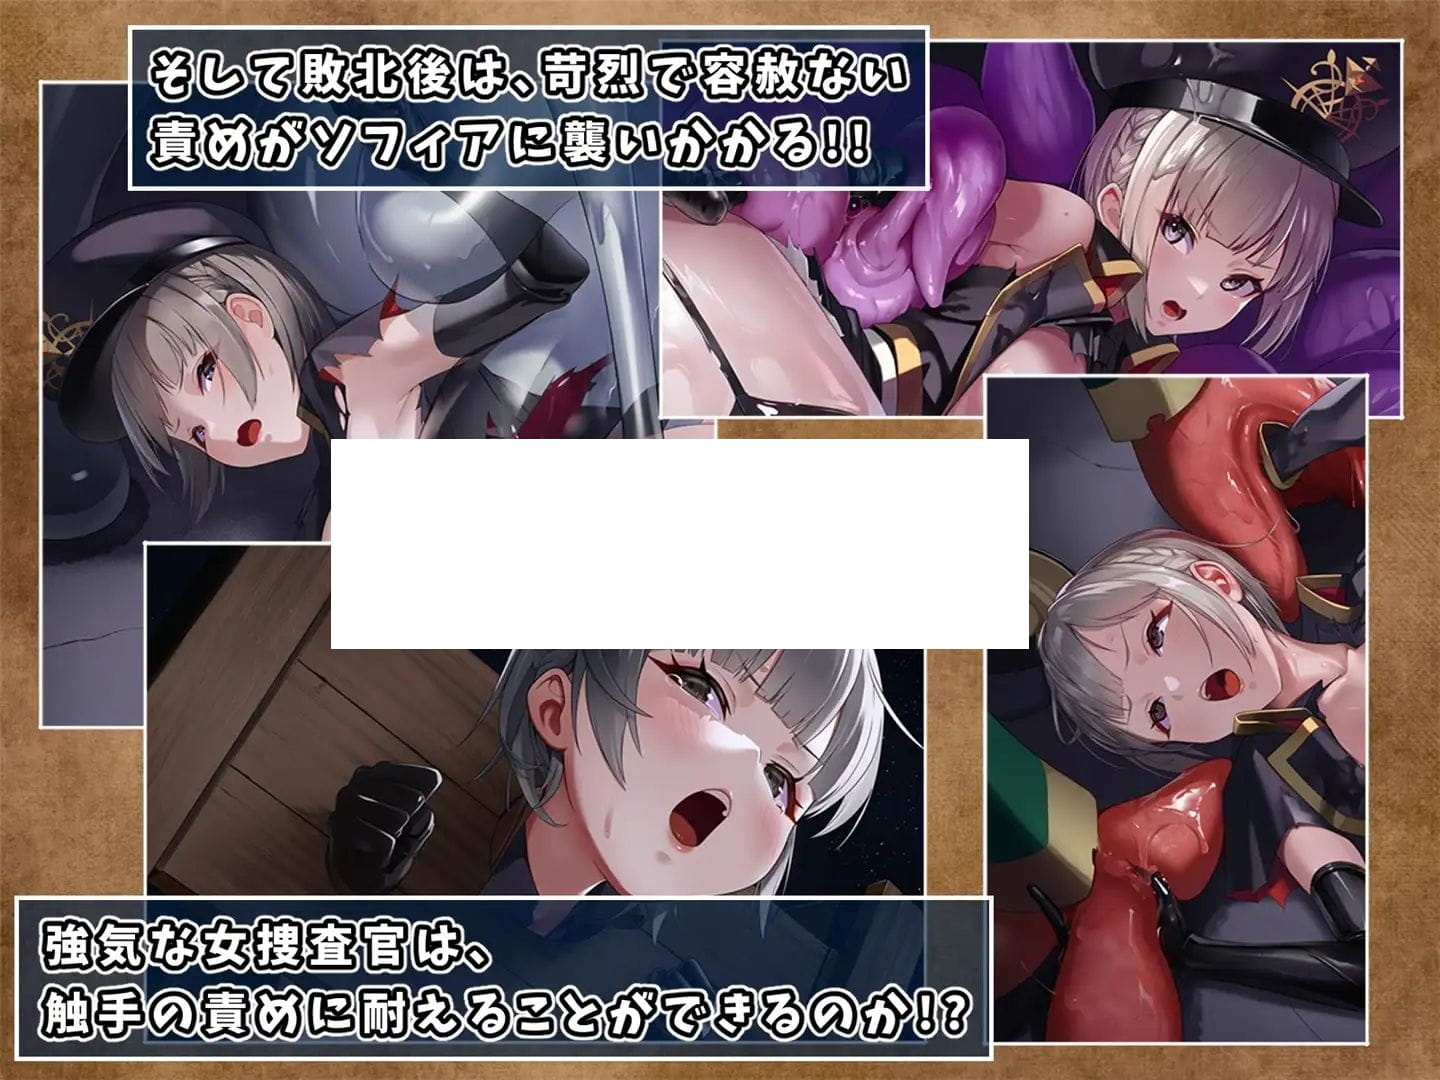 そして敗北後は、苛烈で容赦ない
責めがソフィアに襲いかかる!!
強気な女捜査官は、
触手の責めに耐えることができるのか!?